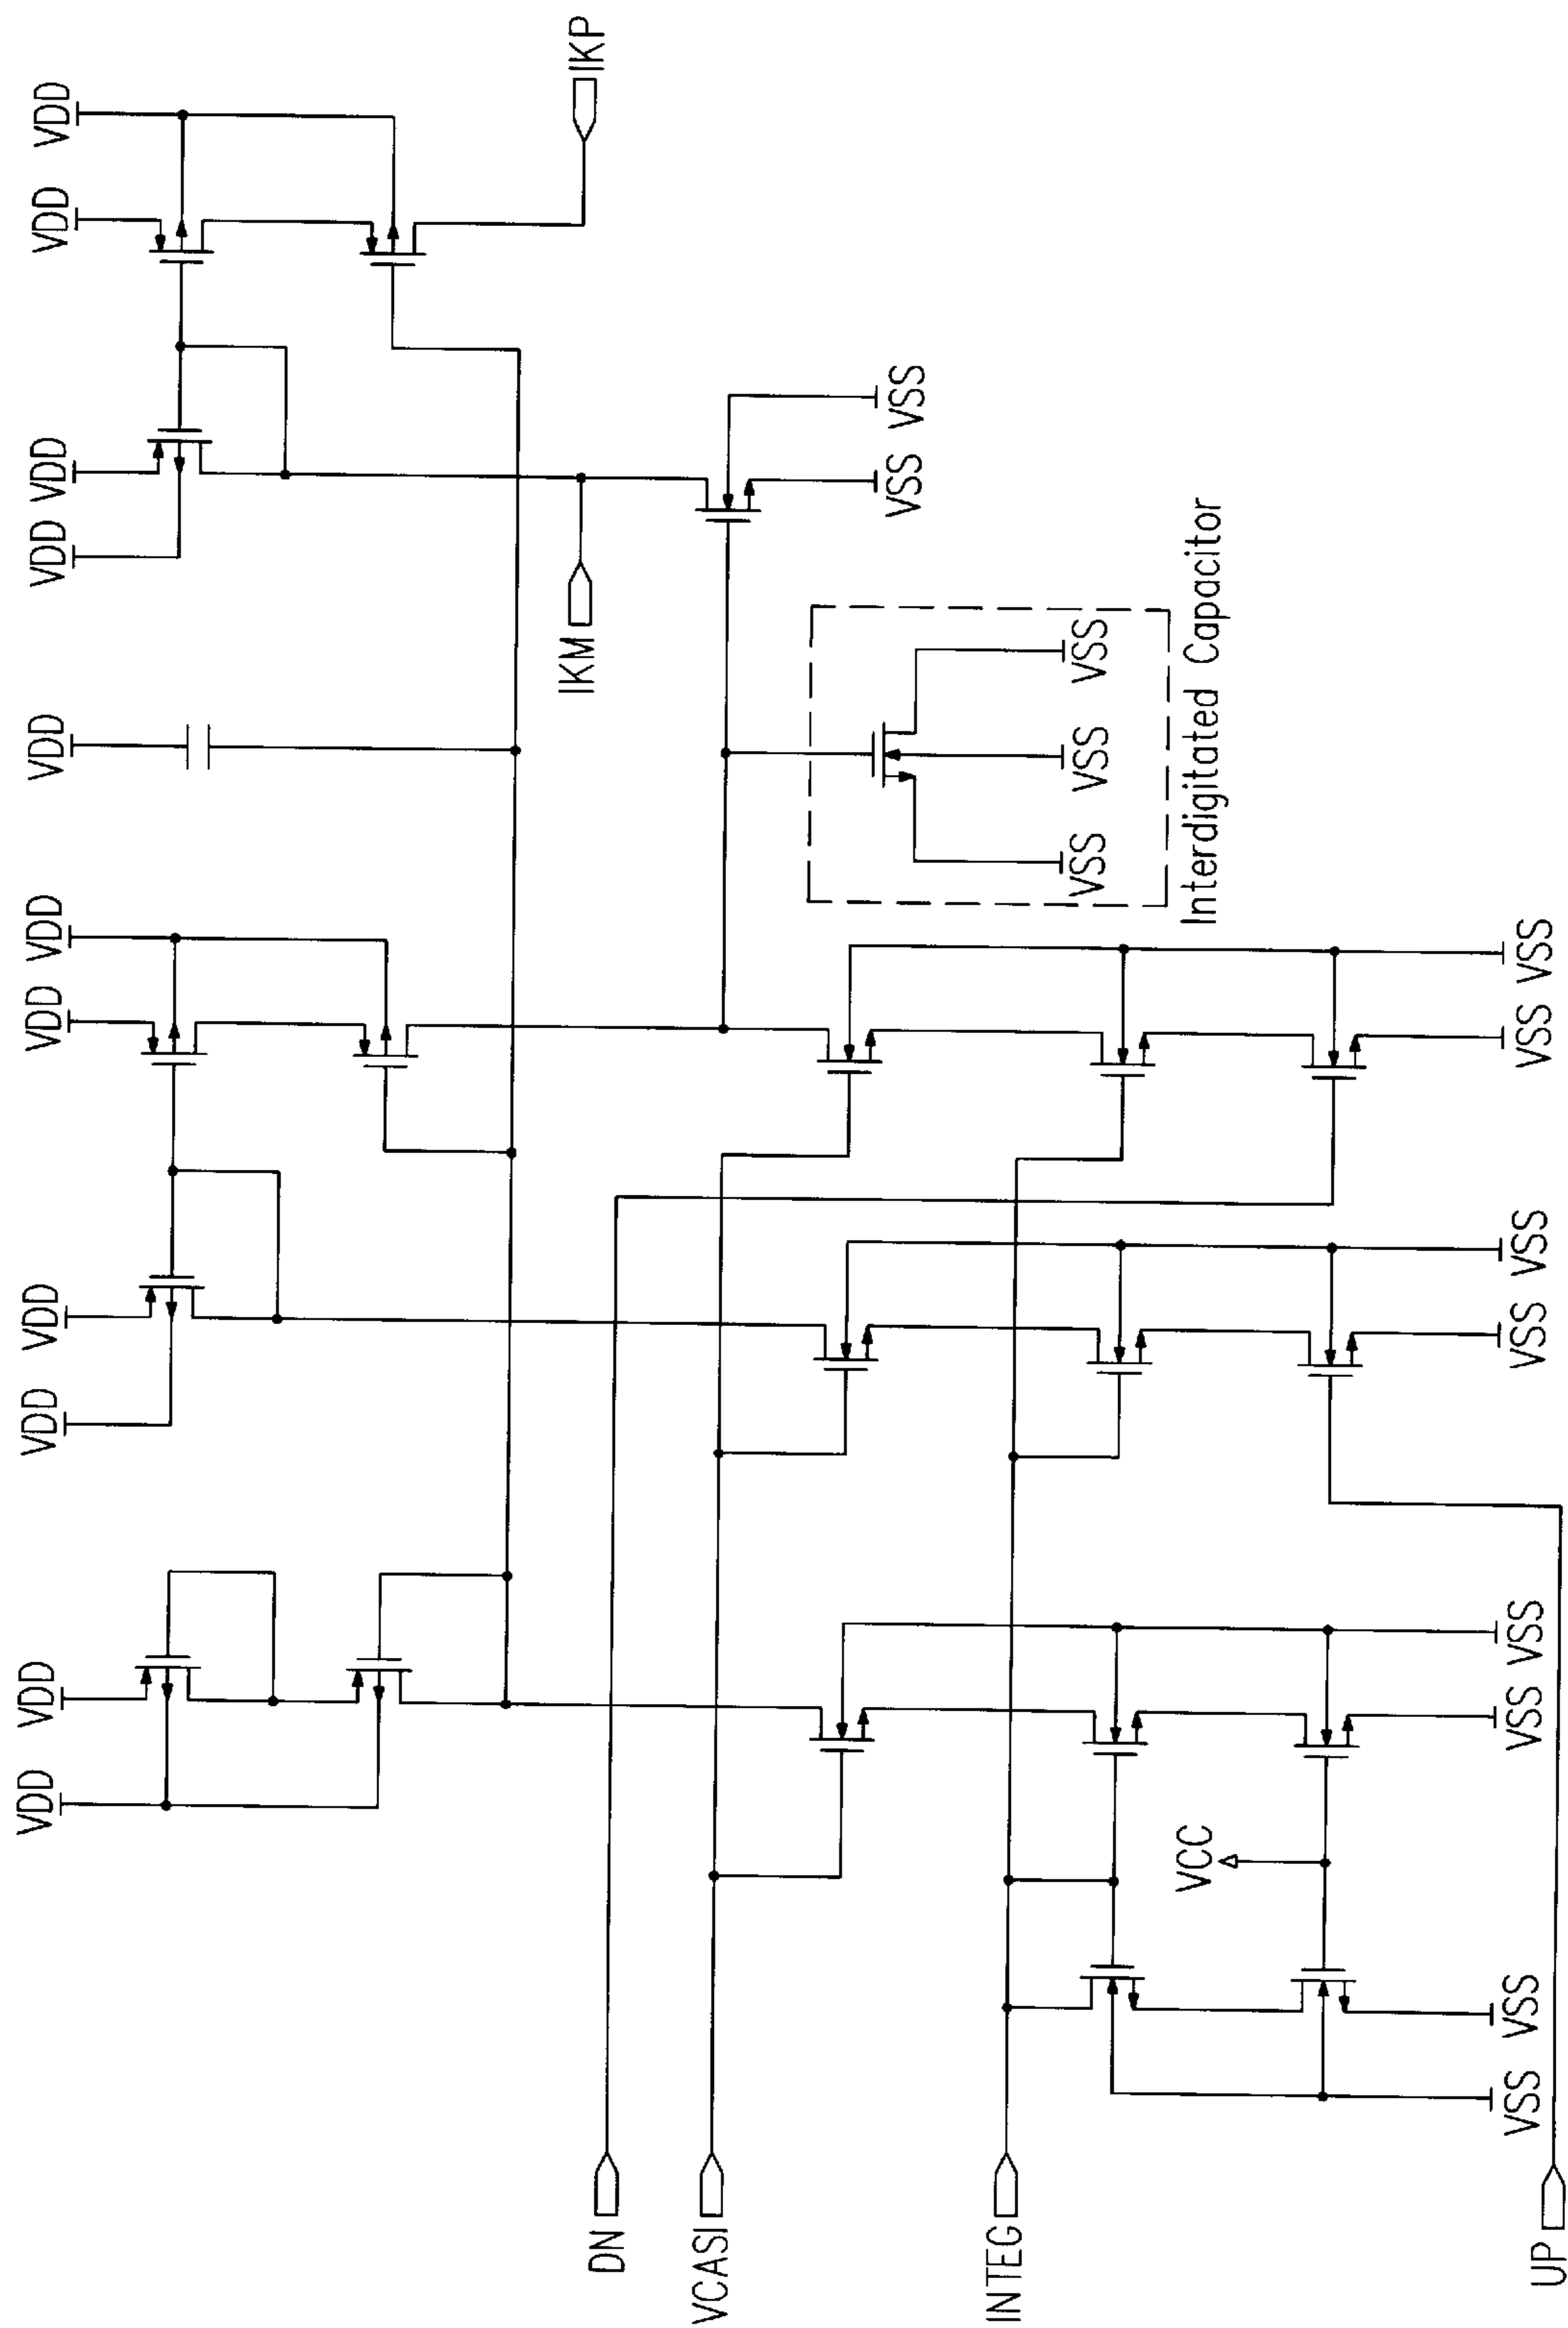 VDD
VDD
VDD
VDD
VDD
VDD
VDD
VDD
VDD
VDD
VDD
IKM
IKP
DN
VCASI
VSS
VSS
INTEG
VSS
VSS
VSS
VCC
Interdigitated Capacitor
VSS
VSS
VSS
VSS
VSS
VSS
VSS
VSS
UP